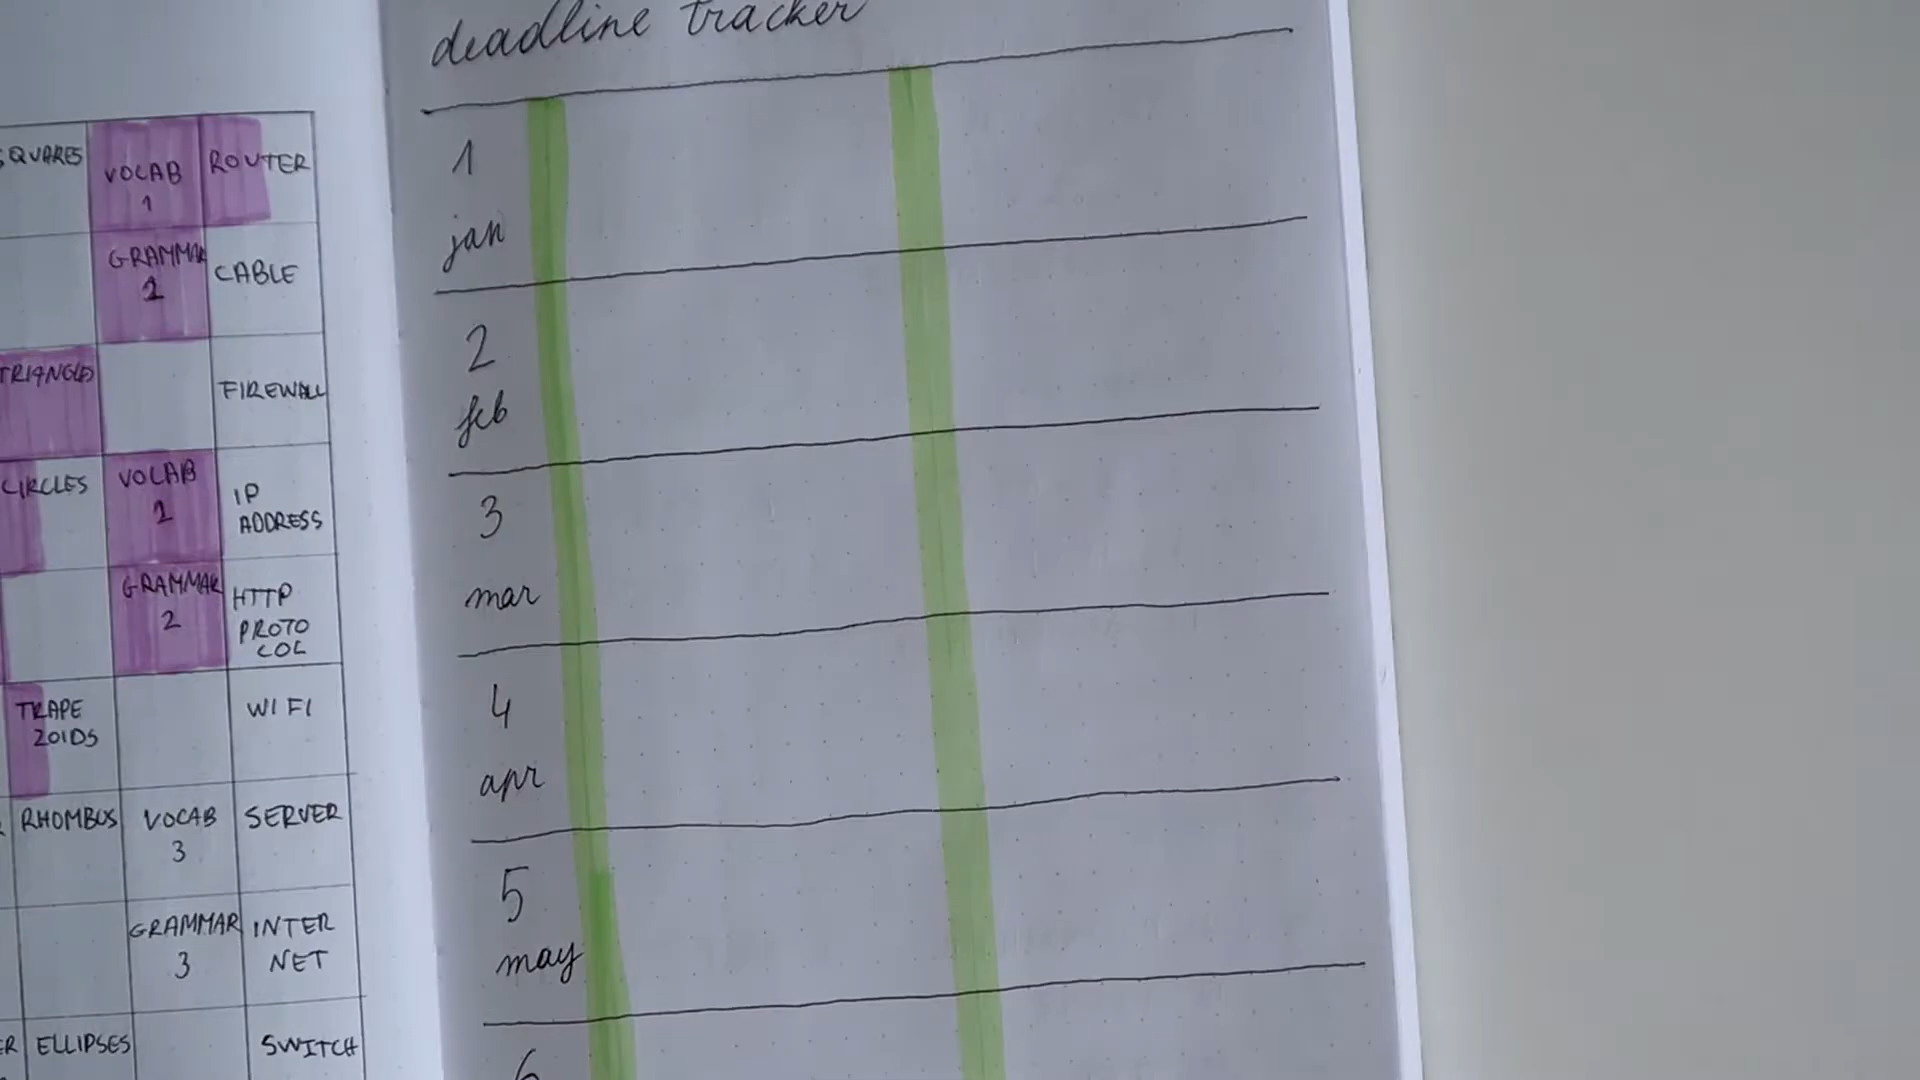 SQUARES
VOCAB
1
ROUTER
GRAMMAR
1
CABLE
TRIANGLES
FIREWALL
CIRCLES
VOCAB
2
IP
ADDRESS
GRAMMAR
2
HTTP
PROTO
COL
TRAPE
ZOIDS
WIFI
RHOMBUS
VOCAB
3
SERVER
GRAMMAR
3
INTER
NET
ELLIPSES
SWITCH
deadline tracker
1
jan
2
feb
3
mar
4
apr
5
may
6